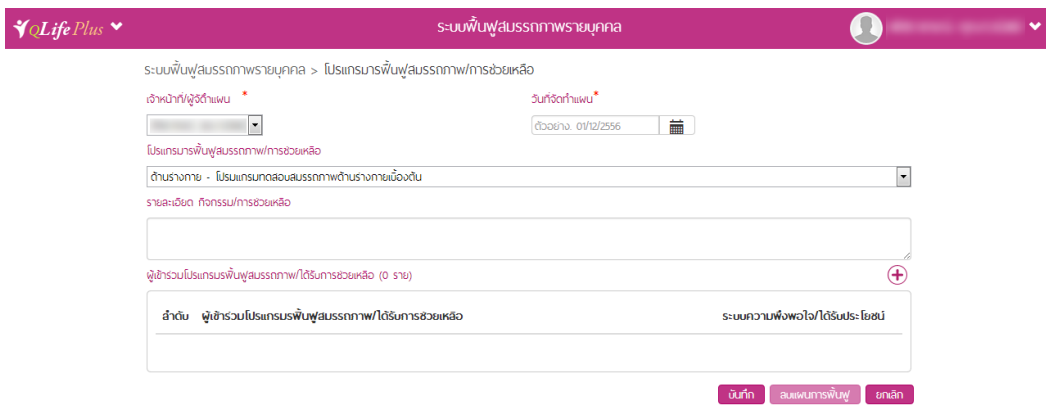 QLife Plus
ระบบฟื้นฟูสมรรถภาพรายบุคคล
ระบบฟื้นฟูสมรรถภาพรายบุคคล > โปรแกรมารฟื้นฟูสมรรถภาพ/การช่วยเหลือ
เจ้าหน้าที่/ผู้จัดำแผน * วันที่จัดทำแผน*
ตัวอย่าง. 01/12/2556
โปรแกรมารฟื้นฟูสมรรถภาพ/การช่วยเหลือ
ด้านร่างกาย - โปรมแกรมทดสอบสมรรถภาพด้านร่างกายเบื้องต้น
รายละเอียด กิจกรรม/การช่วยเหลือ
ผู้เข้าร่วมโปรแกรมรฟื้นฟูสมรรถภาพ/ได้รับการช่วยเหลือ (0 ราย)
ลำดับ ผู้เข้าร่วมโปรแกรมรฟื้นฟูสมรรถภาพ/ได้รับการช่วยเหลือ ระบบความพึงพอใจ/ได้รับประโยชน์
บันทึก ลบแผนการฟื้นฟู ยกเลิก